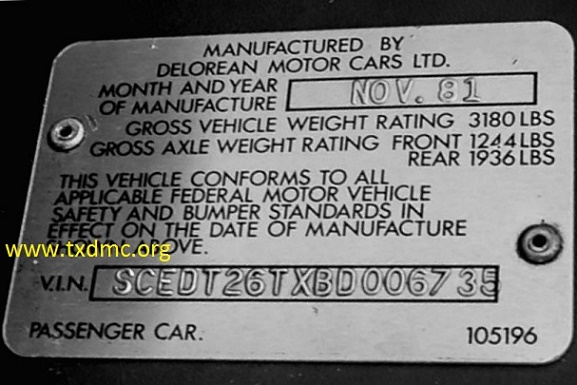 MANUFACTURED BY
DELOREAN MOTOR CARS LTD.
MONTH AND YEAR
OF MANUFACTURE NOV. 81
GROSS VEHICLE WEIGHT RATING 3180 LBS
GROSS AXLE WEIGHT RATING FRONT 1244 LBS
REAR 1936 LBS
THIS VEHICLE CONFORMS TO ALL
APPLICABLE FEDERAL MOTOR VEHICLE
SAFETY AND BUMPER STANDARDS IN
EFFECT ON THE DATE OF MANUFACTURE
ABOVE.
www.txdmc.org
V.I.N. SCEDT26TXBD006735
PASSENGER CAR. 105196